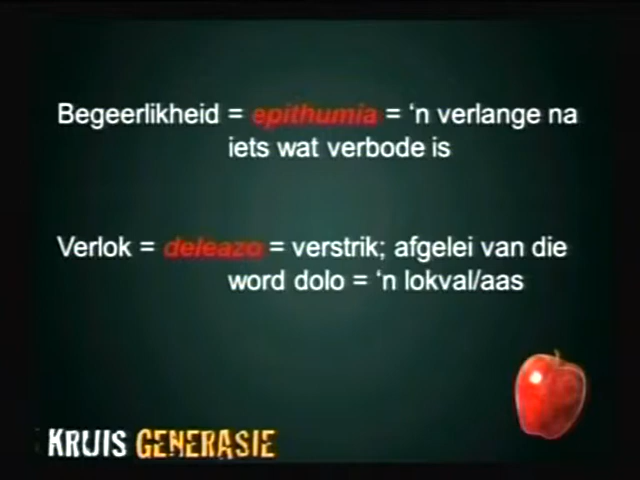 Begeerlikheid = epithumia = ‘n verlange na
iets wat verbode is
Verlok = deleazo = verstrik; afgelei van die
word dolo = ‘n lokval/aas
KRUIS GENERASIE